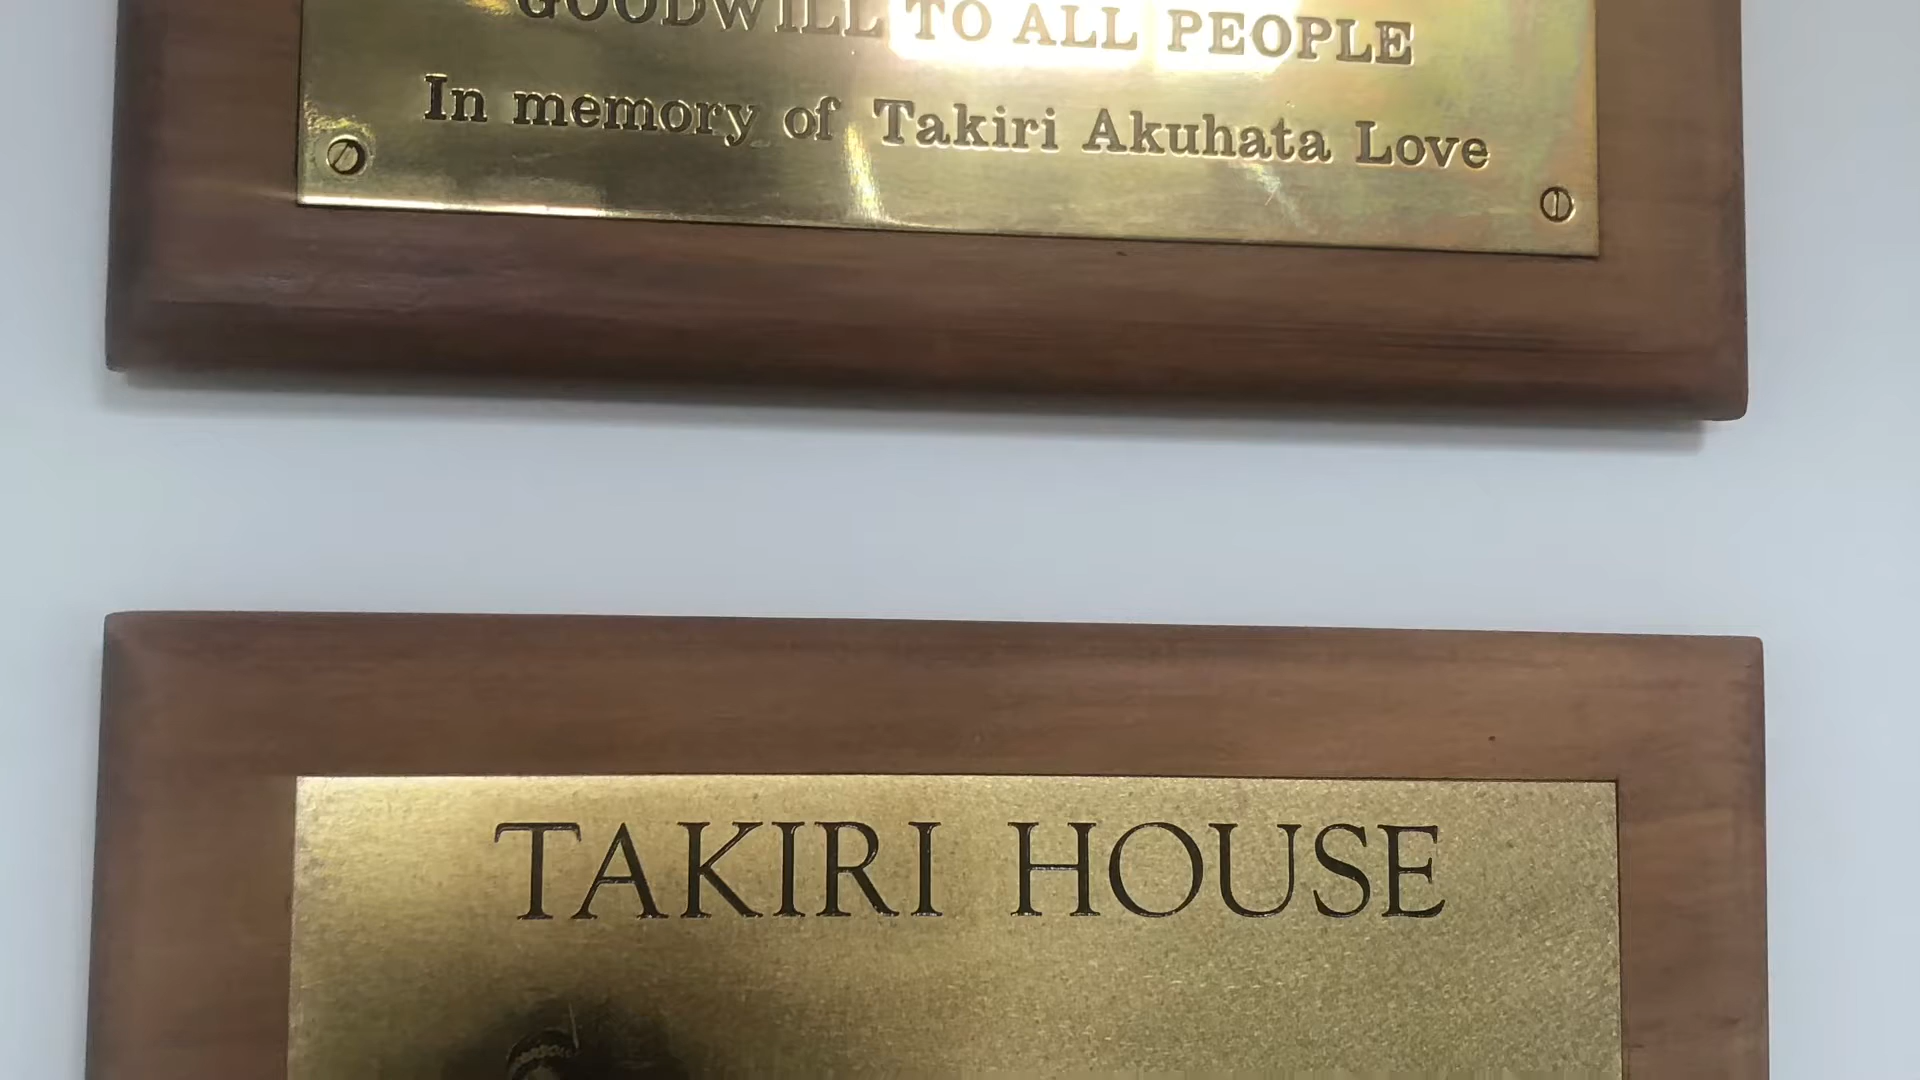 GOODWILL TO ALL PEOPLE
In memory of Takiri Akuhata Love
TAKIRI HOUSE